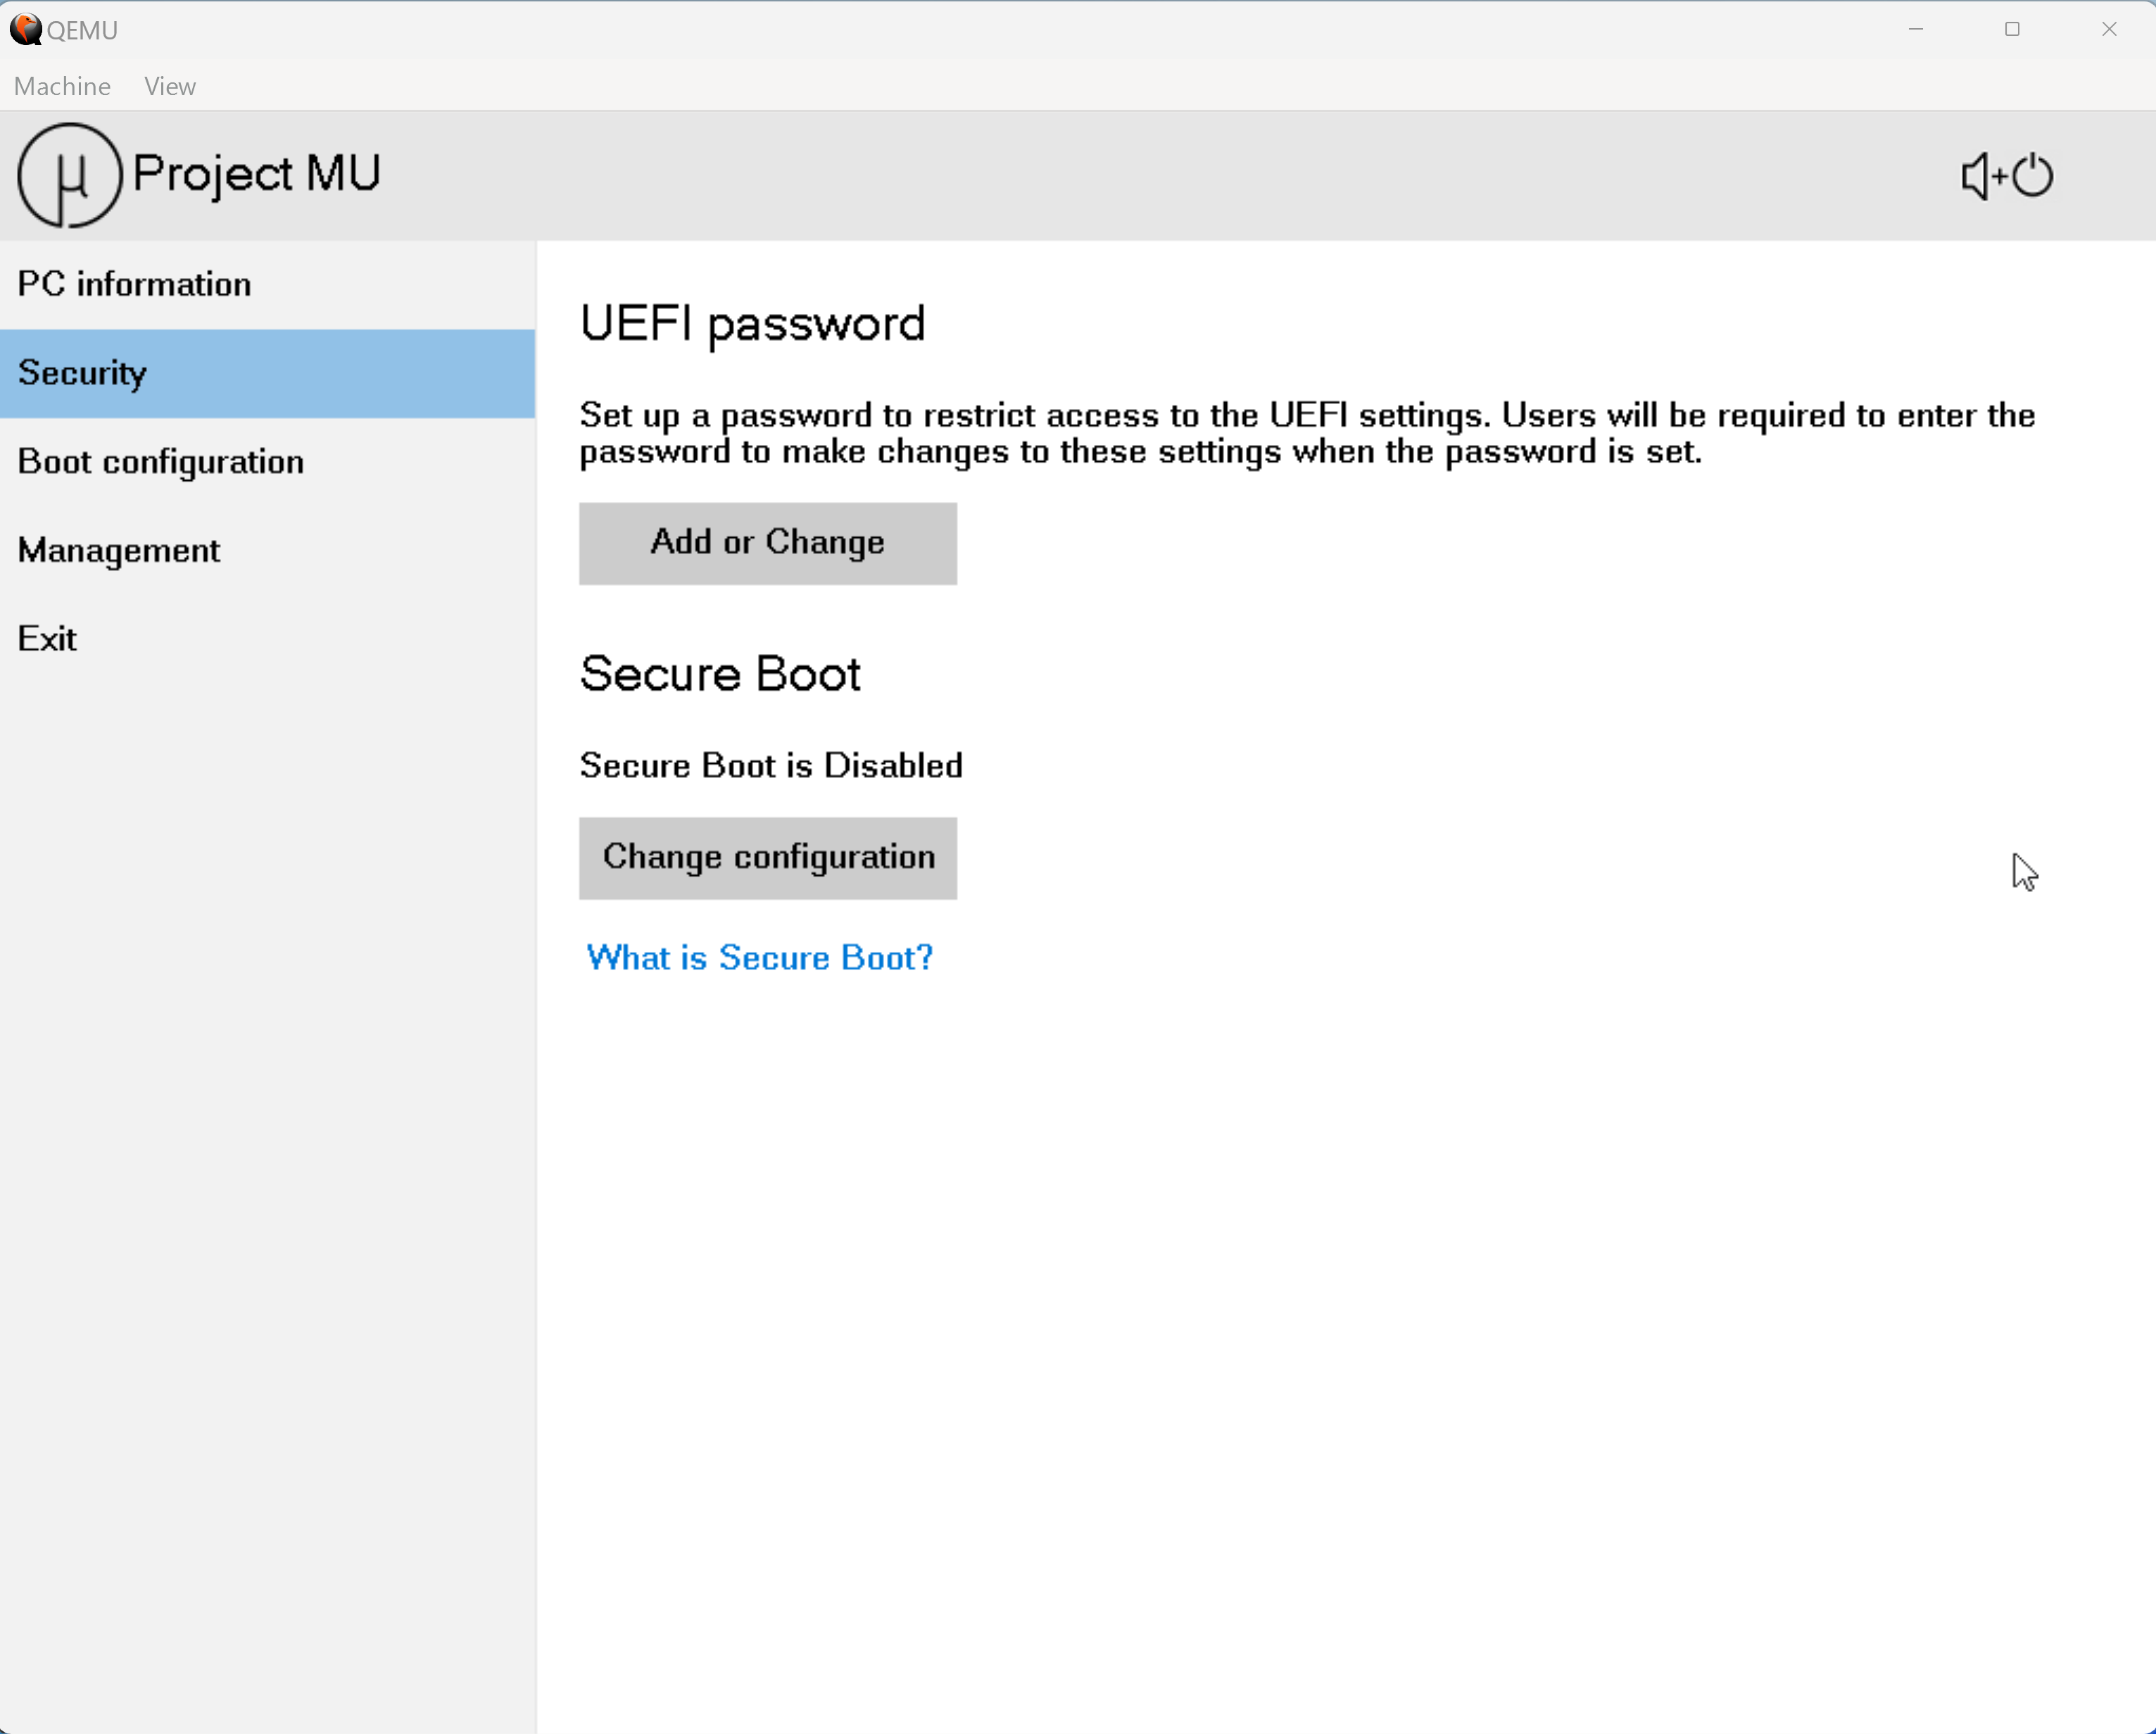 QEMU
Machine View
µ Project MU
PC information
Security
Boot configuration
Management
Exit
UEFI password
Set up a password to restrict access to the UEFI settings. Users will be required to enter the
password to make changes to these settings when the password is set.
Add or Change
Secure Boot
Secure Boot is Disabled
Change configuration
What is Secure Boot?